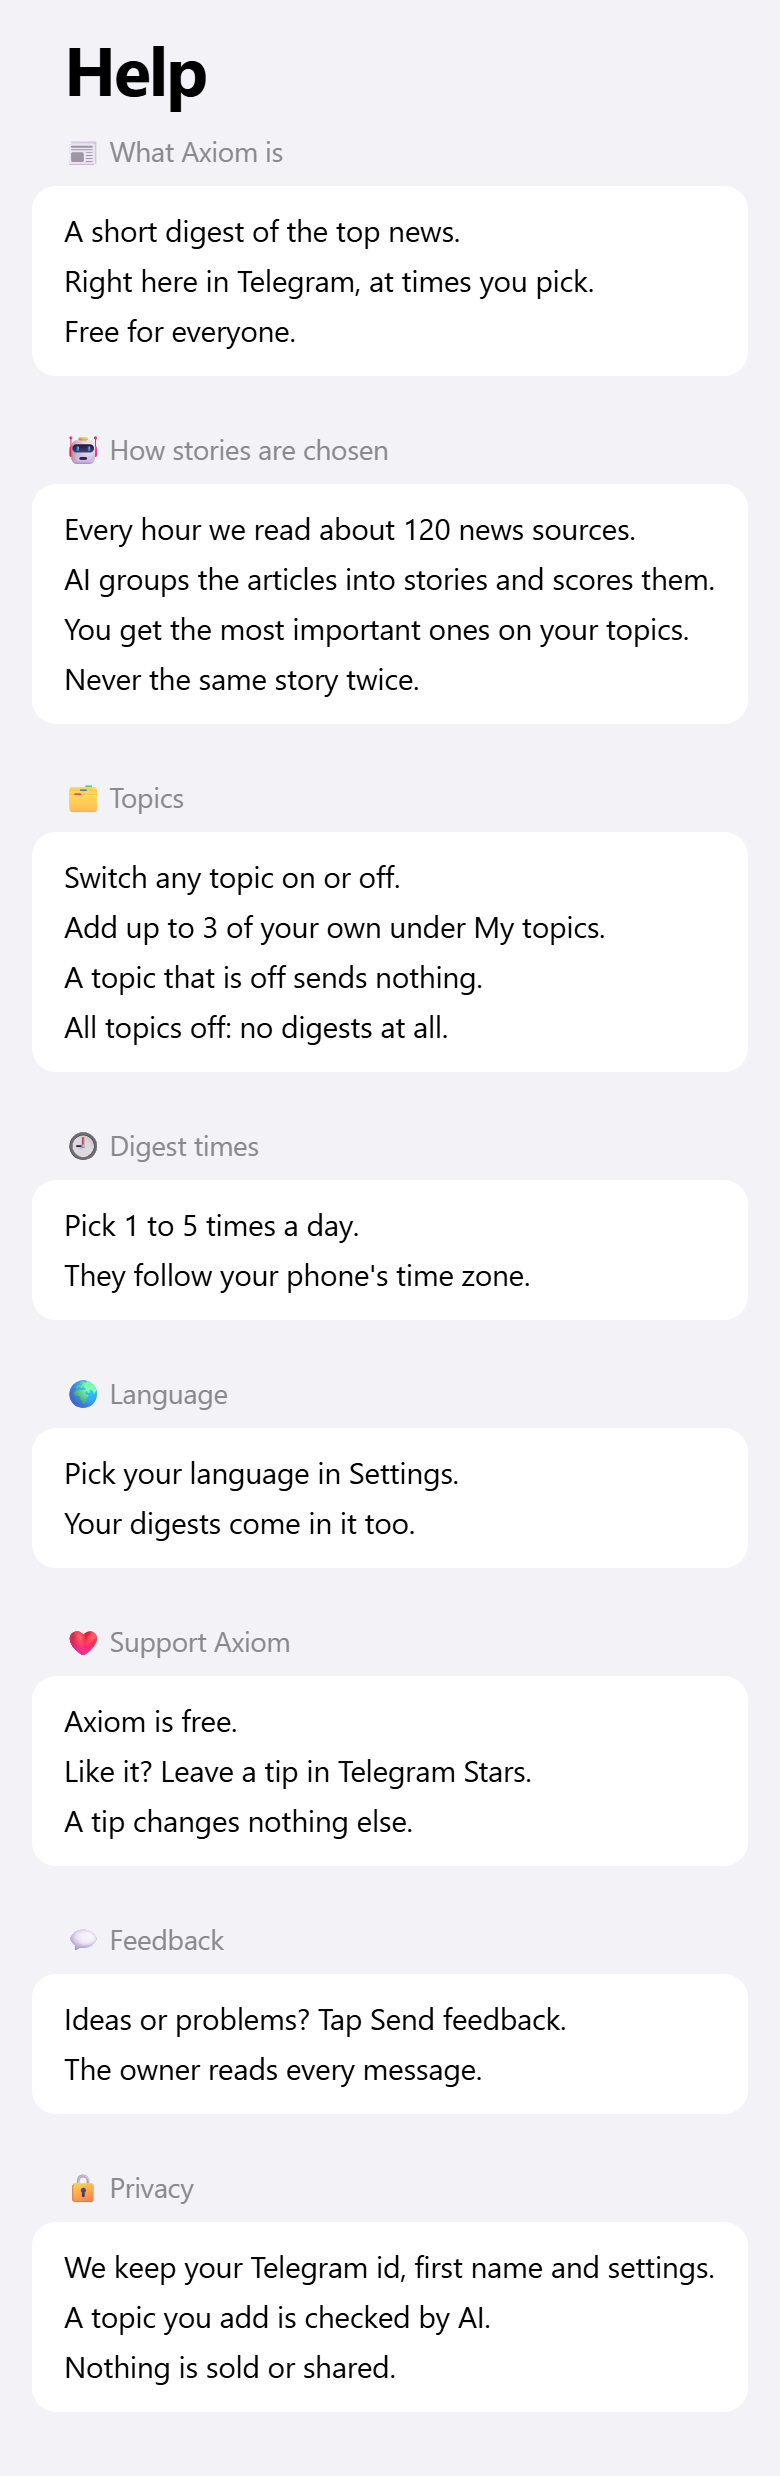 Help
What Axiom is
A short digest of the top news.
Right here in Telegram, at times you pick.
Free for everyone.
How stories are chosen
Every hour we read about 120 news sources.
AI groups the articles into stories and scores them.
You get the most important ones on your topics.
Never the same story twice.
Topics
Switch any topic on or off.
Add up to 3 of your own under My topics.
A topic that is off sends nothing.
All topics off: no digests at all.
Digest times
Pick 1 to 5 times a day.
They follow your phone's time zone.
Language
Pick your language in Settings.
Your digests come in it too.
Support Axiom
Axiom is free.
Like it? Leave a tip in Telegram Stars.
A tip changes nothing else.
Feedback
Ideas or problems? Tap Send feedback.
The owner reads every message.
Privacy
We keep your Telegram id, first name and settings.
A topic you add is checked by AI.
Nothing is sold or shared.